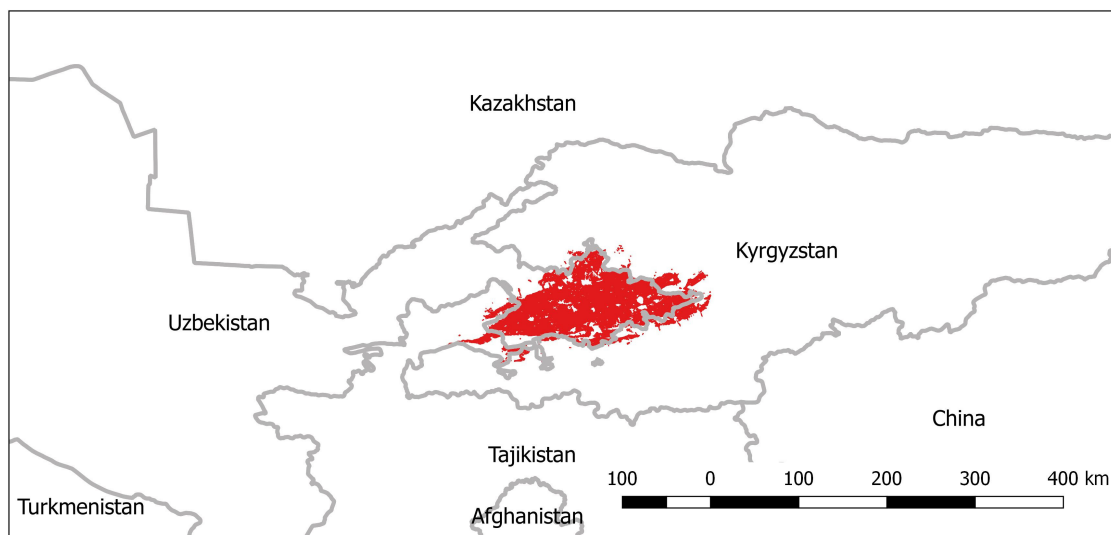 Kazakhstan
Kyrgyzstan
Uzbekistan
China
Tajikistan
100 0 100 200 300 400 km
Turkmenistan
Afghanistan